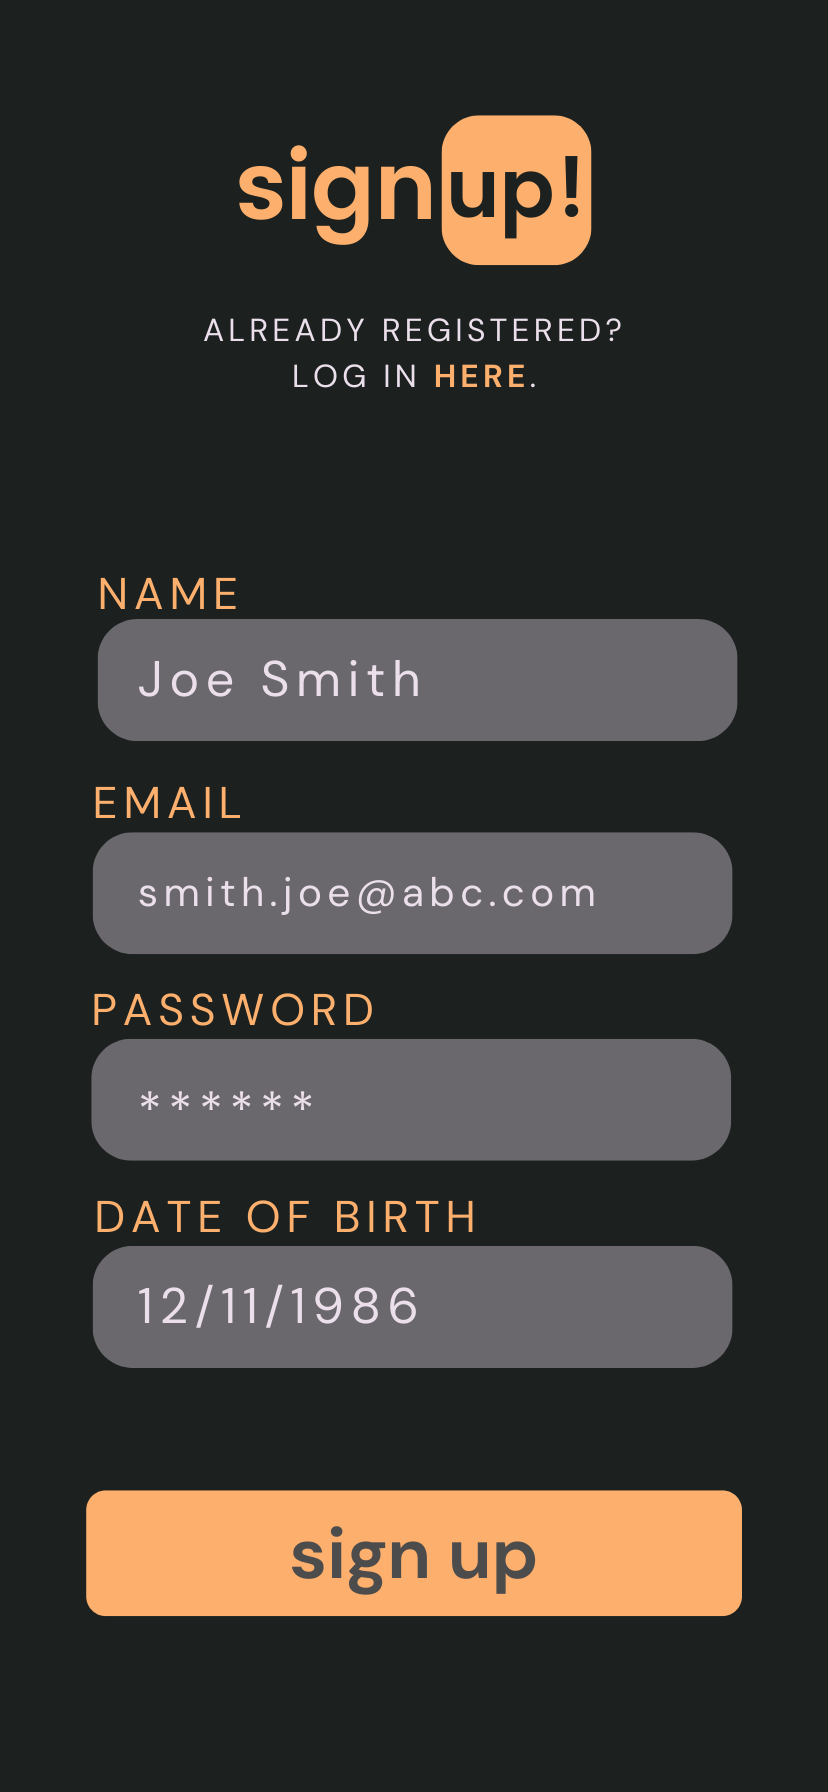 signup!
ALREADY REGISTERED?
LOG IN HERE.
NAME
Joe Smith
EMAIL
smith.joe@abc.com
PASSWORD
******
DATE OF BIRTH
12/11/1986
sign up